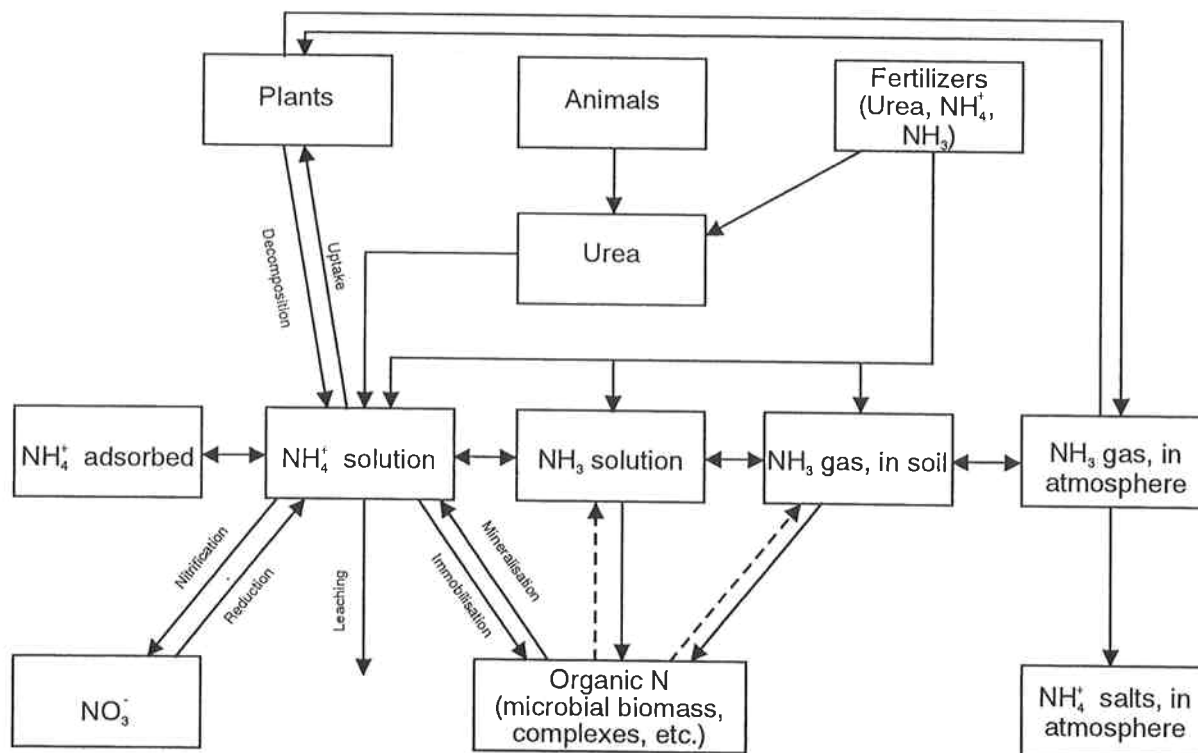 Plants
Animals
Fertilizers
(Urea, NH₄⁺,
NH₃)
Urea
Decomposition
Uptake
NH₄⁺ adsorbed
NH₄⁺ solution
NH₃ solution
NH₃ gas, in soil
NH₃ gas, in
atmosphere
Nitrification
Reduction
Leaching
Immobilisation
Mineralisation
NO₃⁻
Organic N
(microbial biomass,
complexes, etc.)
NH₄⁺ salts, in
atmosphere